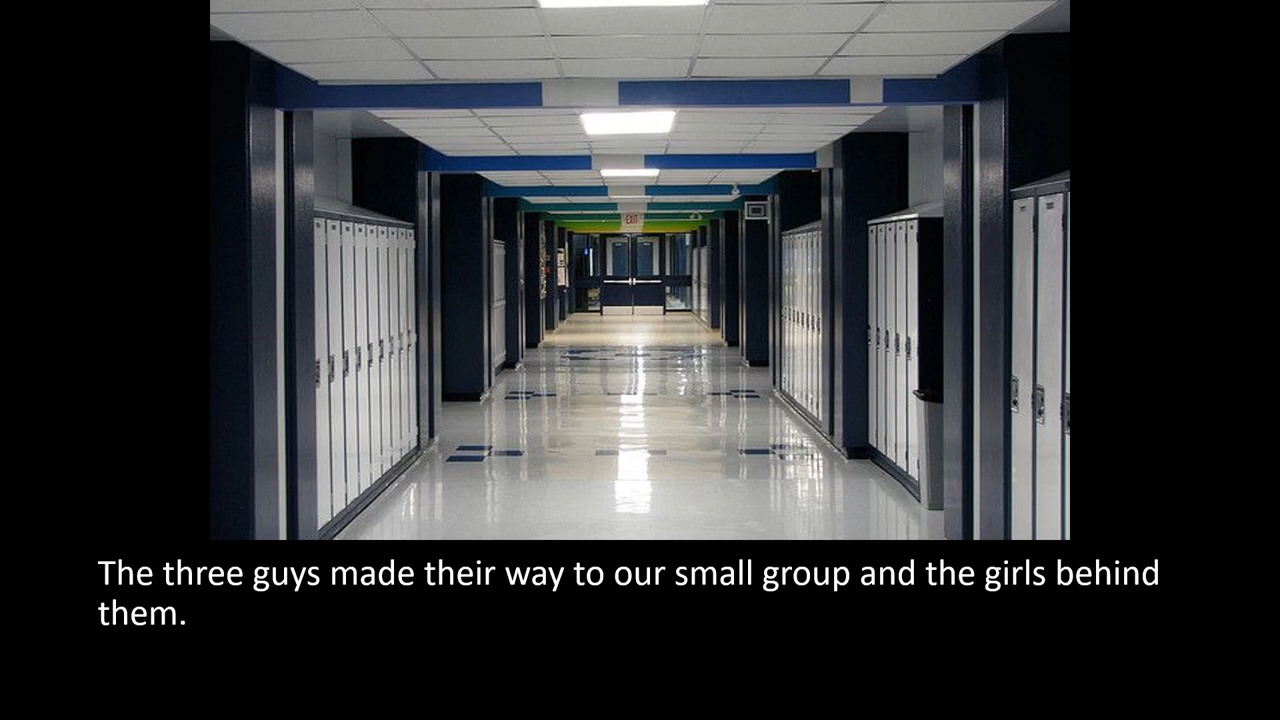 EXIT
The three guys made their way to our small group and the girls behind
them.